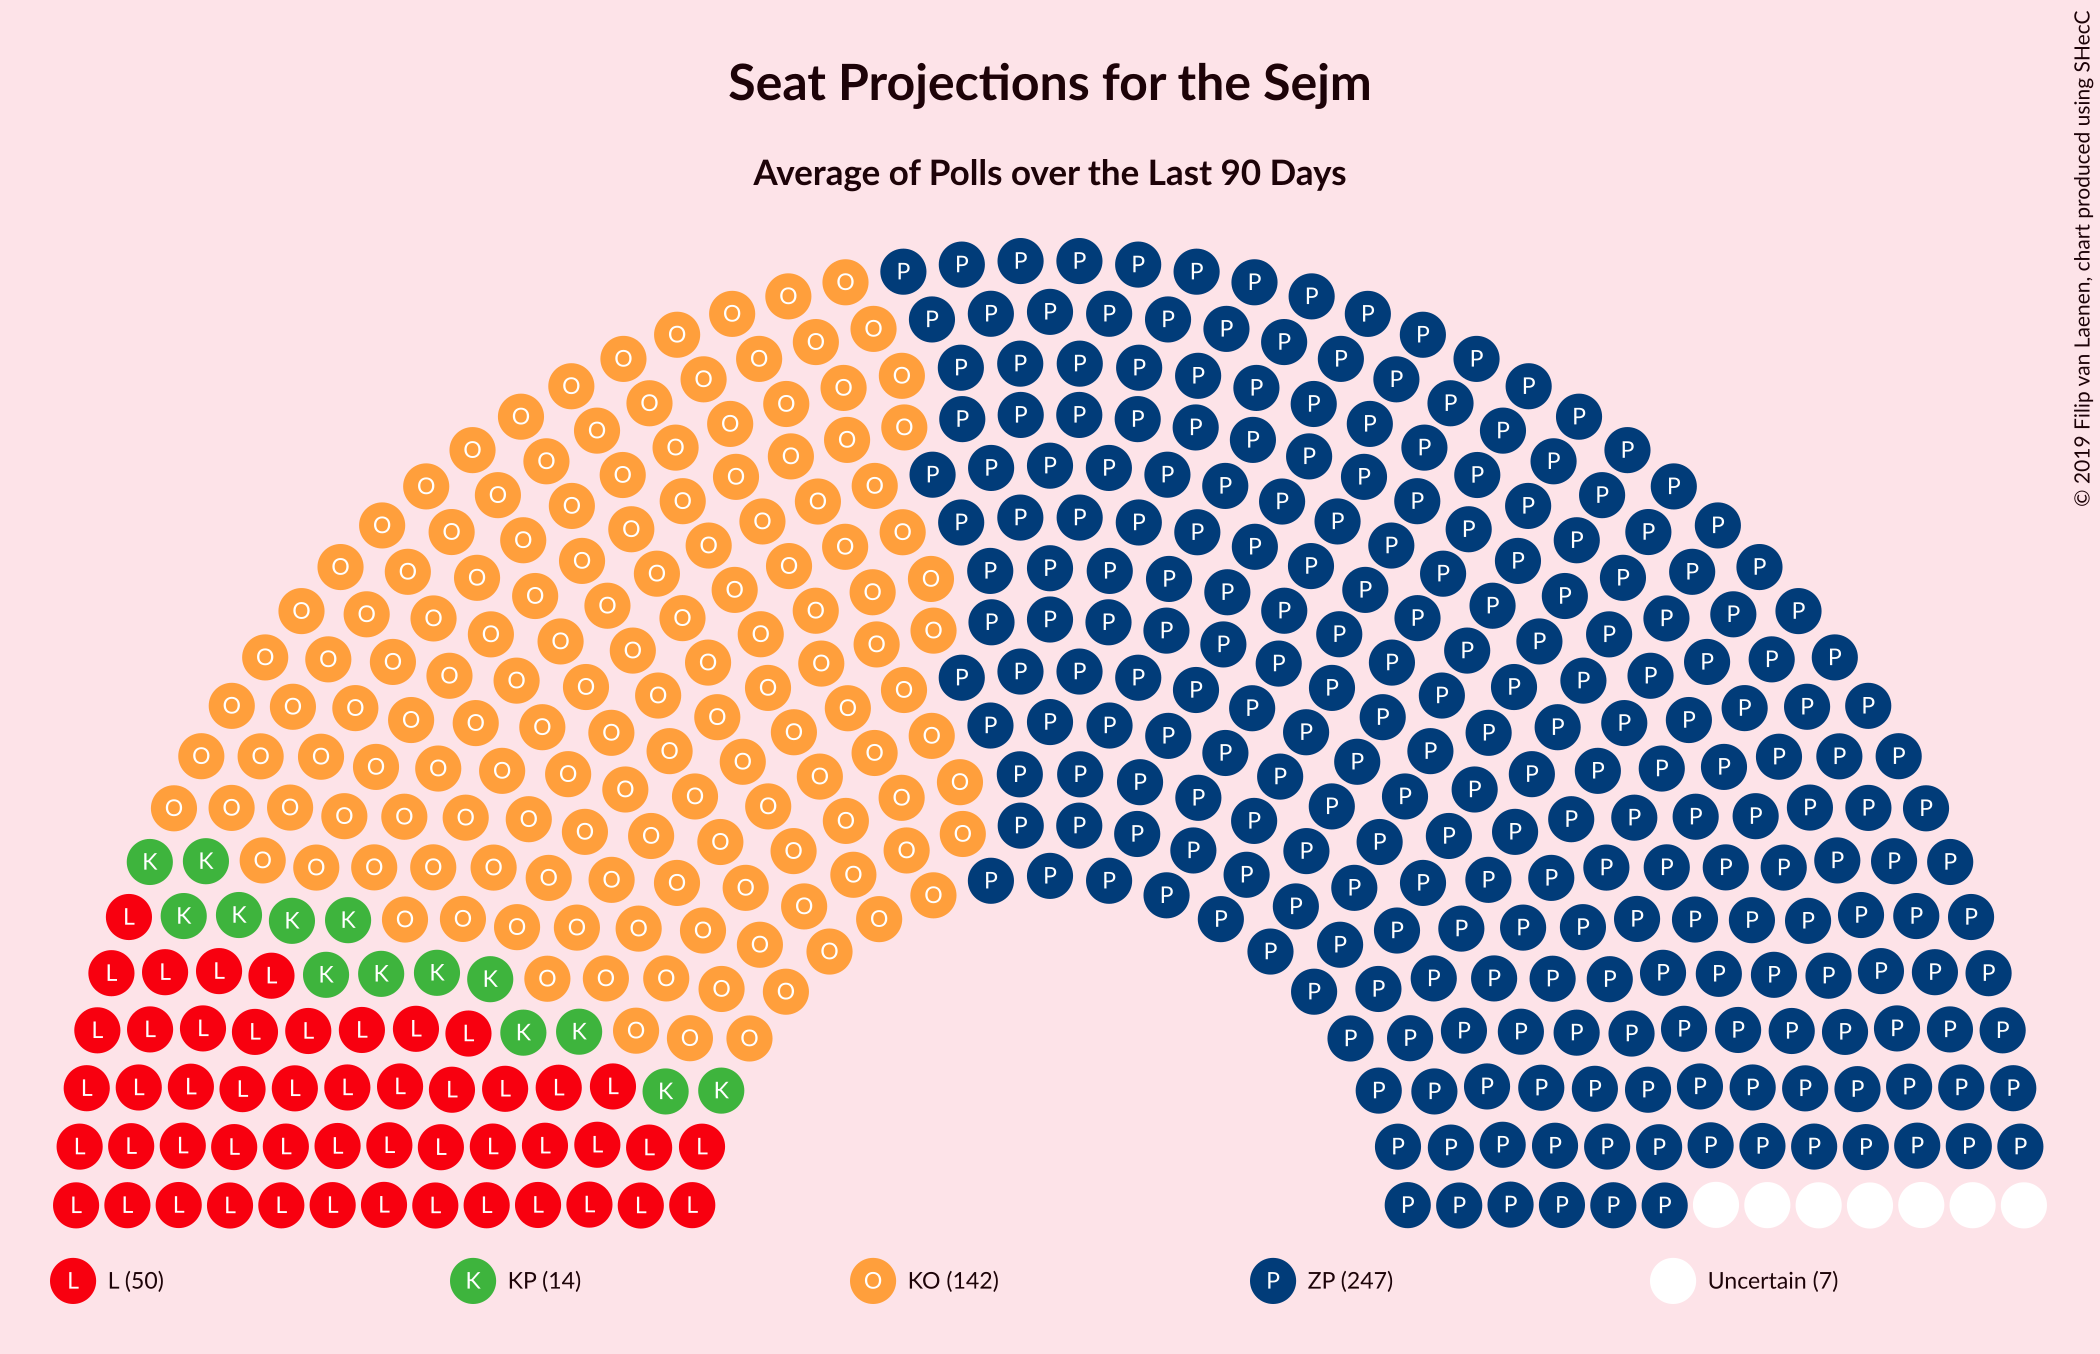 Seat Projections for the Sejm
Average of Polls over the Last 90 Days
© 2019 Filip van Laenen, chart produced using SHecC
L L (50)
K KP (14)
O KO (142)
P ZP (247)
Uncertain (7)